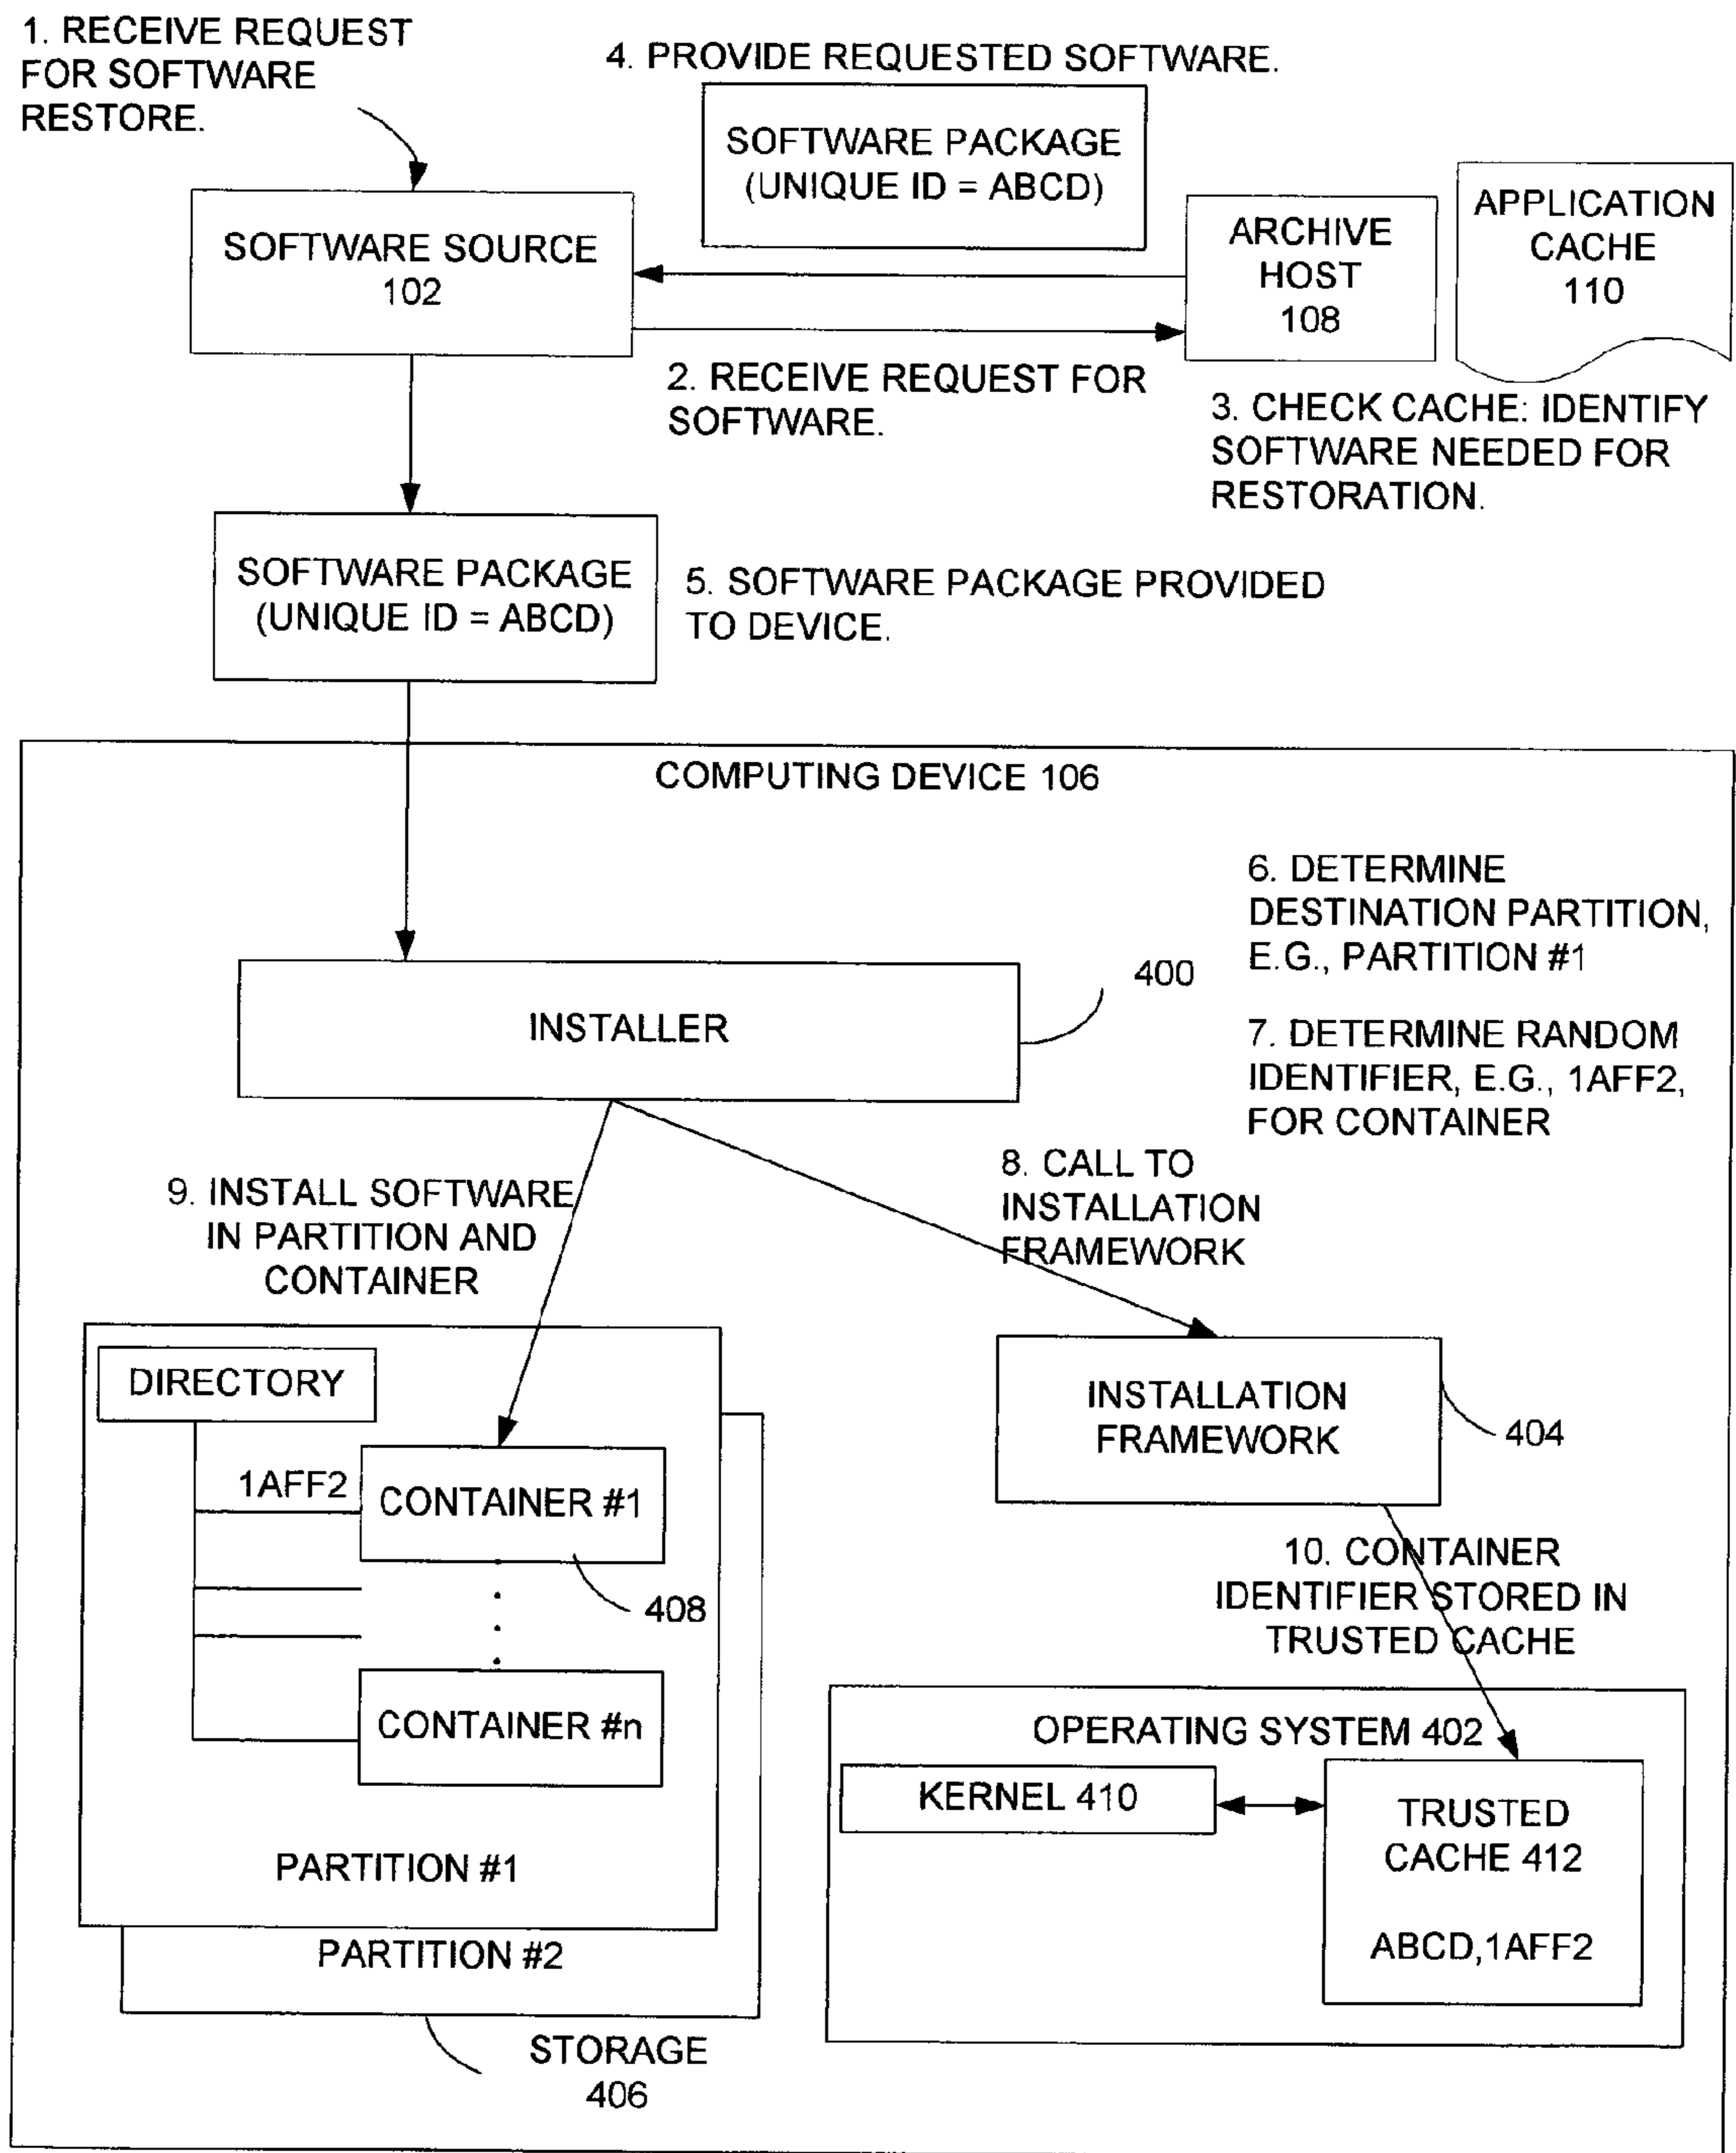 1. RECEIVE REQUEST
FOR SOFTWARE
RESTORE.
4. PROVIDE REQUESTED SOFTWARE.
SOFTWARE PACKAGE
(UNIQUE ID = ABCD)
SOFTWARE SOURCE
102
ARCHIVE
HOST
108
APPLICATION
CACHE
110
2. RECEIVE REQUEST FOR
SOFTWARE.
3. CHECK CACHE: IDENTIFY
SOFTWARE NEEDED FOR
RESTORATION.
SOFTWARE PACKAGE
(UNIQUE ID = ABCD)
5. SOFTWARE PACKAGE PROVIDED
TO DEVICE.
COMPUTING DEVICE 106
6. DETERMINE
DESTINATION PARTITION,
E.G., PARTITION #1
INSTALLER
400
7. DETERMINE RANDOM
IDENTIFIER, E.G., 1AFF2,
FOR CONTAINER
9. INSTALL SOFTWARE
IN PARTITION AND
CONTAINER
8. CALL TO
INSTALLATION
FRAMEWORK
DIRECTORY
1AFF2
CONTAINER #1
408
CONTAINER #n
PARTITION #1
PARTITION #2
STORAGE
406
INSTALLATION
FRAMEWORK
404
10. CONTAINER
IDENTIFIER STORED IN
TRUSTED CACHE
OPERATING SYSTEM 402
KERNEL 410
TRUSTED
CACHE 412
ABCD,1AFF2